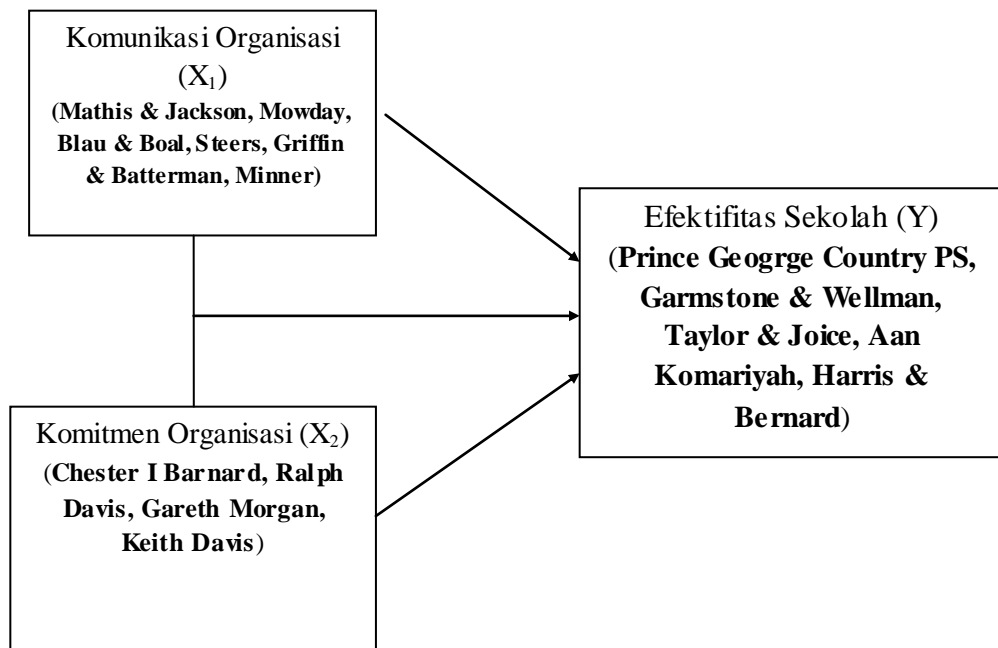 Komunikasi Organisasi
(X₁)
(Mathis & Jackson, Mowday,
Blau & Boal, Steers, Griffin
& Batterman, Minner)
Efektifitas Sekolah (Y)
(Prince Geogrge Country PS,
Garmstone & Wellman,
Taylor & Joice, Aan
Komariyah, Harris &
Bernard)
Komitmen Organisasi (X₂)
(Chester I Barnard, Ralph
Davis, Gareth Morgan,
Keith Davis)